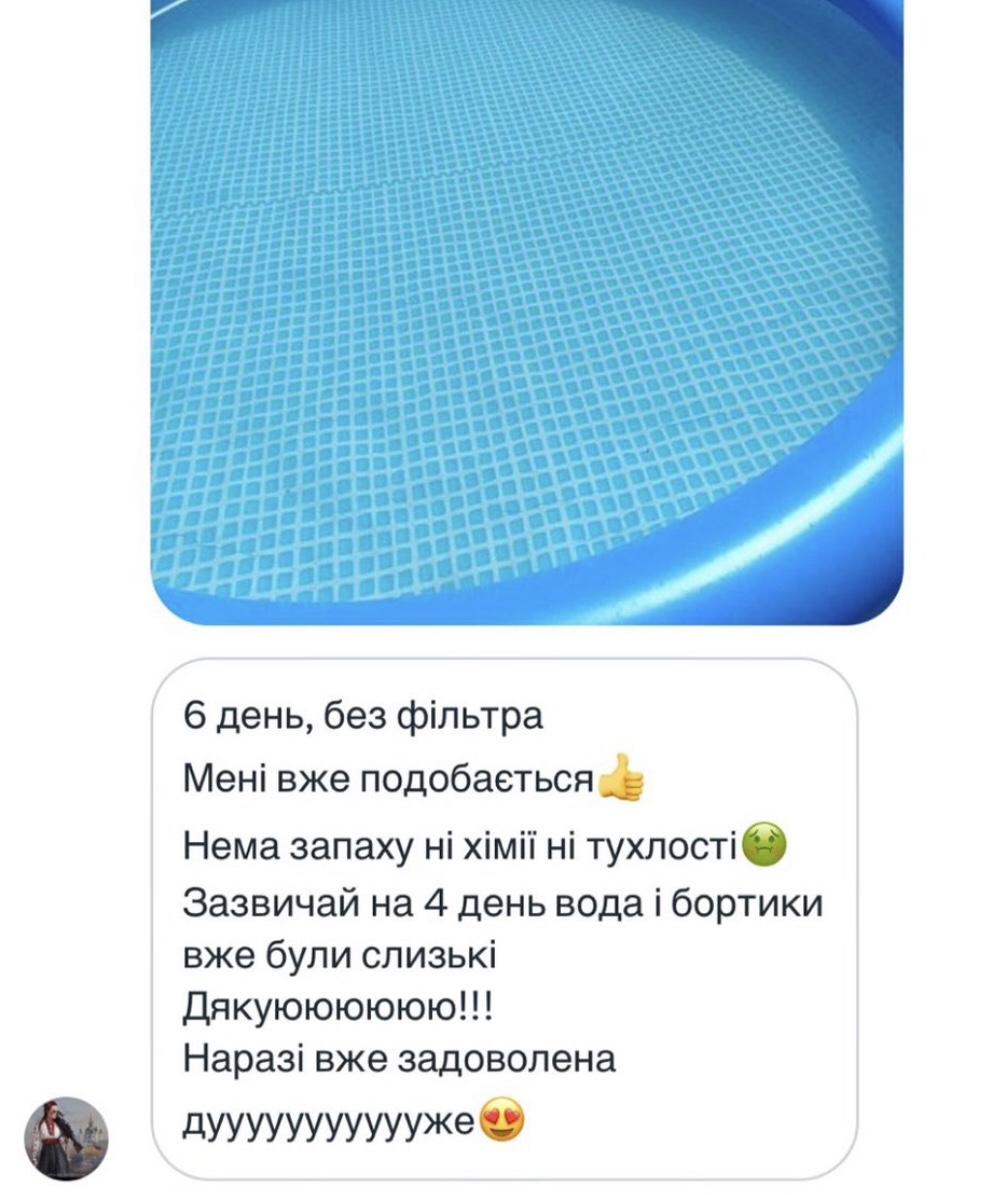 6 день, без фільтра
Мені вже подобається👍
Нема запаху ні хімії ні тухлості🤢
Зазвичай на 4 день вода і бортики
вже були слизькі
Дякуюююююю!!!
Наразі вже задоволена
дуууууууууууже😍